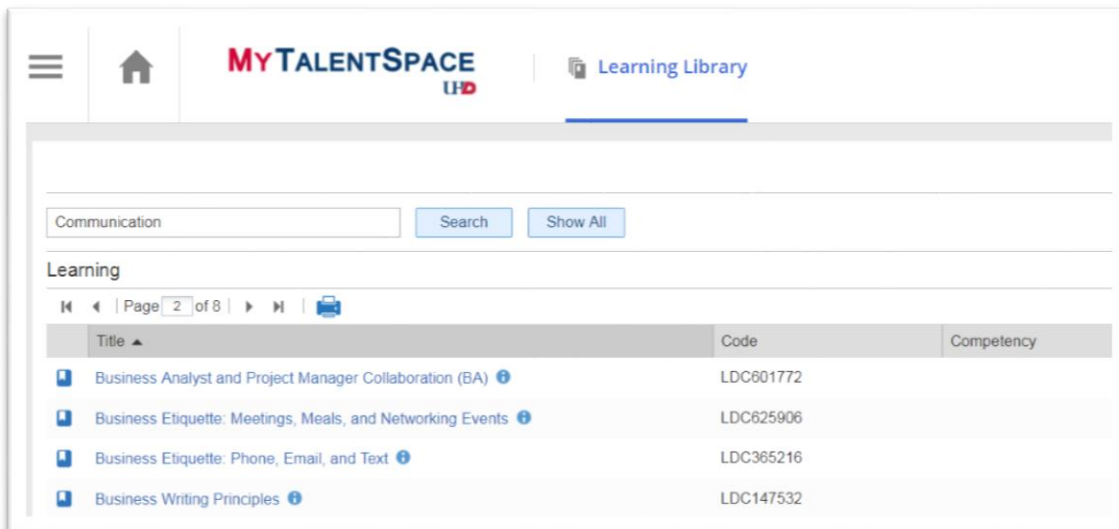 MYTALENTSPACE
UHD
Learning Library
Communication
Search
Show All
Learning
Page 2 of 8
Title Code Competency
Business Analyst and Project Manager Collaboration (BA) LDC601772
Business Etiquette: Meetings, Meals, and Networking Events LDC625906
Business Etiquette: Phone, Email, and Text LDC365216
Business Writing Principles LDC147532